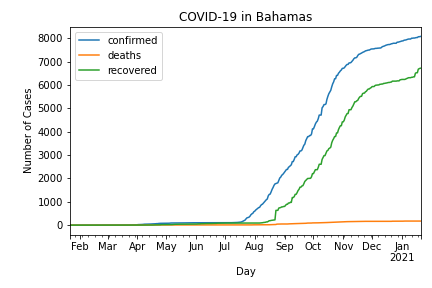 COVID-19 in Bahamas
confirmed
deaths
recovered
Number of Cases
8000
7000
6000
5000
4000
3000
2000
1000
0
Feb Mar Apr May Jun Jul Aug Sep Oct Nov Dec Jan
2021
Day